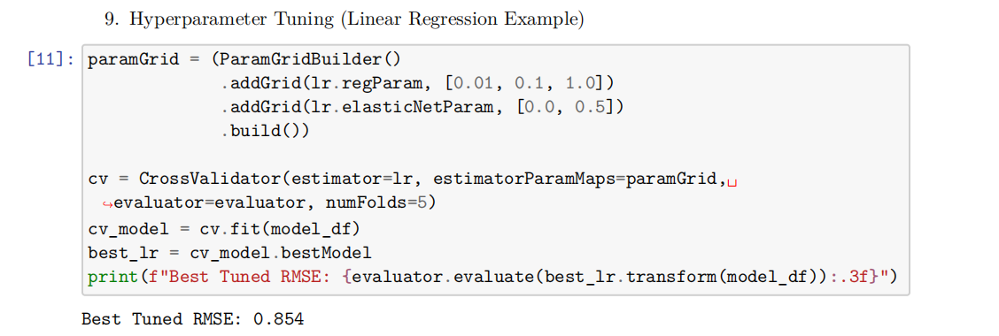 9. Hyperparameter Tuning (Linear Regression Example)
[11]: paramGrid = (ParamGridBuilder()
.addGrid(lr.regParam, [0.01, 0.1, 1.0])
.addGrid(lr.elasticNetParam, [0.0, 0.5])
.build())
cv = CrossValidator(estimator=lr, estimatorParamMaps=paramGrid,␣
↪evaluator=evaluator, numFolds=5)
cv_model = cv.fit(model_df)
best_lr = cv_model.bestModel
print(f"Best Tuned RMSE: {evaluator.evaluate(best_lr.transform(model_df)):.3f}")
Best Tuned RMSE: 0.854